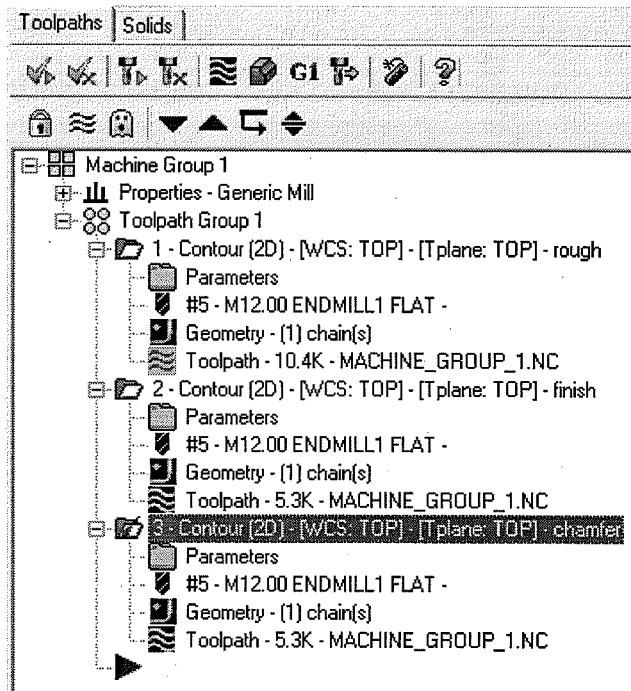 Toolpaths Solids
G1
Machine Group 1
Properties - Generic Mill
Toolpath Group 1
1 - Contour (2D) - [WCS: TOP] - [Tplane: TOP] - rough
Parameters
#5 - M12.00 ENDMILL1 FLAT -
Geometry - (1) chain(s)
Toolpath - 10.4K - MACHINE_GROUP_1.NC
2 - Contour (2D) - [WCS: TOP] - [Tplane: TOP] - finish
Parameters
#5 - M12.00 ENDMILL1 FLAT -
Geometry - (1) chain(s)
Toolpath - 5.3K - MACHINE_GROUP_1.NC
3 - Contour (2D) - [WCS: TOP] - [Tplane: TOP] - chamfer
Parameters
#5 - M12.00 ENDMILL1 FLAT -
Geometry - (1) chain(s)
Toolpath - 5.3K - MACHINE_GROUP_1.NC